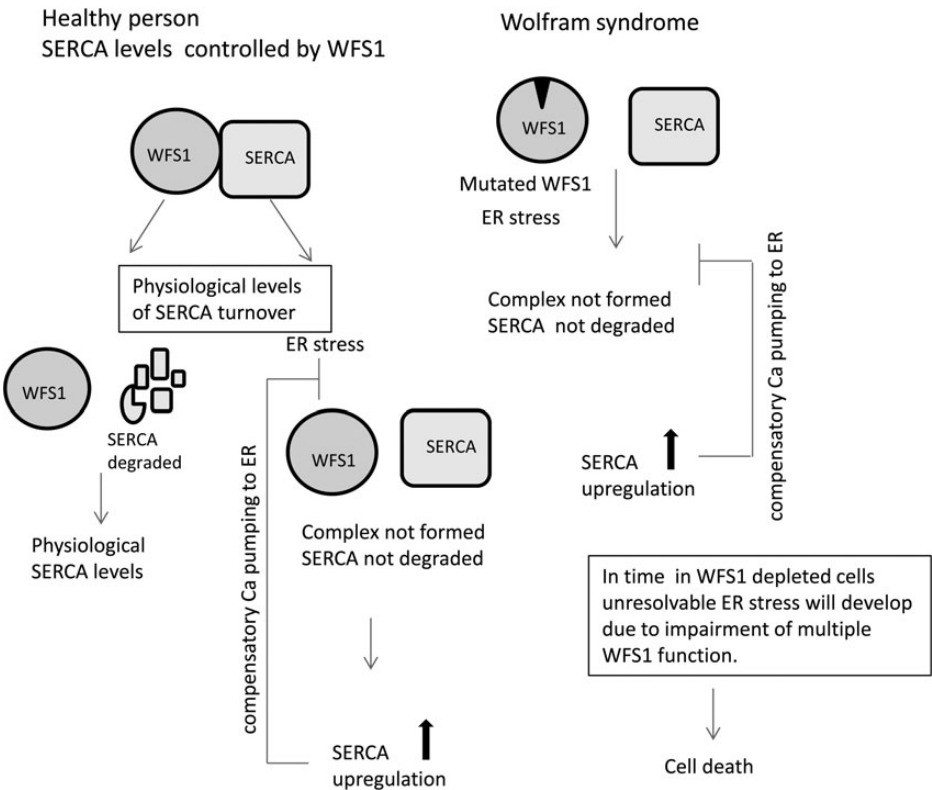 Healthy person
SERCA levels controlled by WFS1
WFS1
SERCA
Physiological levels
of SERCA turnover
ER stress
WFS1
SERCA
degraded
Physiological
SERCA levels
compensatory Ca pumping to ER
WFS1
SERCA
Complex not formed
SERCA not degraded
SERCA
upregulation
Wolfram syndrome
WFS1
SERCA
Mutated WFS1
ER stress
Complex not formed
SERCA not degraded
compensatory Ca pumping to ER
SERCA
upregulation
In time in WFS1 depleted cells
unresolvable ER stress will develop
due to impairment of multiple
WFS1 function.
Cell death